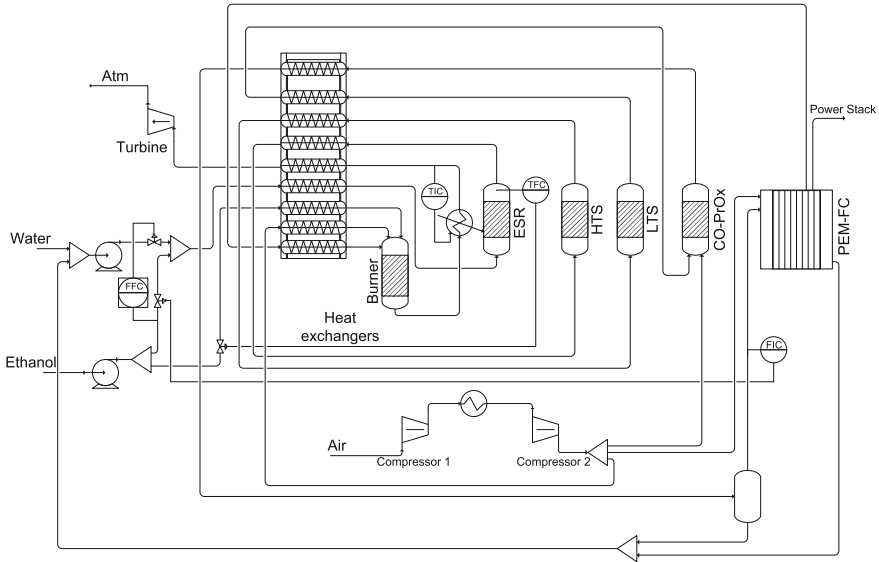 Atm
Power Stack
Turbine
TIC
TFC
ESR
HTS
LTS
CO-PrOx
PEM-FC
Water
FFC
Burner
Heat
exchangers
FIC
Ethanol
Air
Compressor 1
Compressor 2